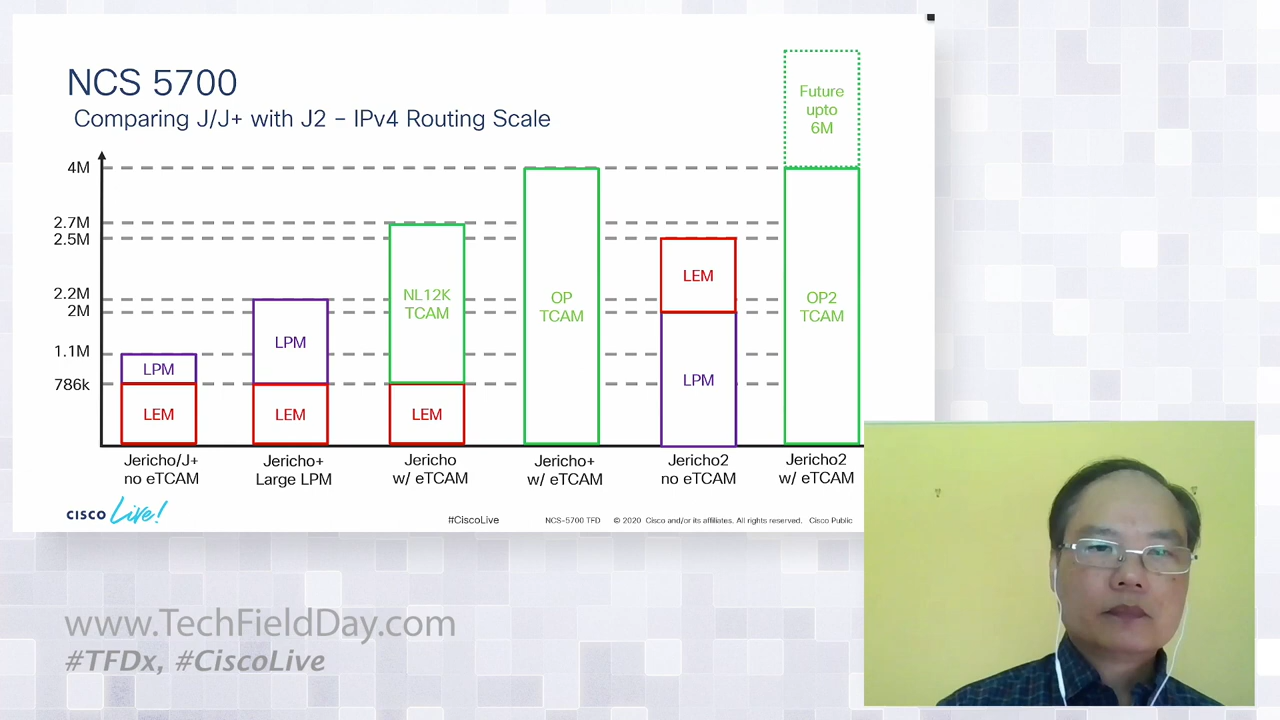 NCS 5700
Comparing J/J+ with J2 – IPv4 Routing Scale
Future
upto
6M
4M
2.7M
2.5M
2.2M
2M
1.1M
786k
LPM
LEM
LPM
LEM
NL12K
TCAM
LEM
OP
TCAM
LEM
LPM
OP2
TCAM
Jericho/J+
no eTCAM
Jericho+
Large LPM
Jericho
w/ eTCAM
Jericho+
w/ eTCAM
Jericho2
no eTCAM
Jericho2
w/ eTCAM
CISCO Live!
#CiscoLive
NCS-5700 TFD
© 2020 Cisco and/or its affiliates. All rights reserved. Cisco Public
www.TechFieldDay.com
#TFDx, #CiscoLive